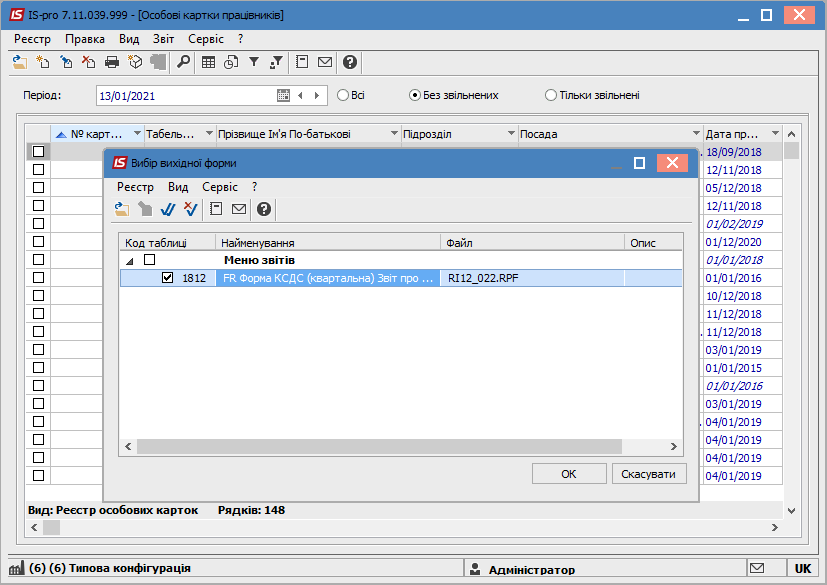 IS-pro 7.11.039.999 - [Особові картки працівників]
Реєстр Правка Вид Звіт Сервіс ?
Період: 13/01/2021 Всі Без звільнених Тільки звільнені
№ карт... Табель... Прізвище Ім'я По-батькові Підрозділ Посада Дата пр...
18/09/2018
12/11/2018
05/12/2018
12/11/2018
01/02/2019
01/12/2020
01/01/2018
01/01/2016
10/12/2018
11/12/2018
11/12/2018
03/01/2019
01/01/2015
01/01/2016
03/01/2019
04/01/2019
04/01/2019
04/01/2019
04/01/2019
Вибір вихідної форми
Реєстр Вид Сервіс ?
Код таблиці Найменування Файл Опис
Меню звітів
1812 FR Форма КСДС (квартальна) Звіт про ... RI12_022.RPF
OK Скасувати
Вид: Реєстр особових карток Рядків: 148
(6) (6) Типова конфігурація Адміністратор UK